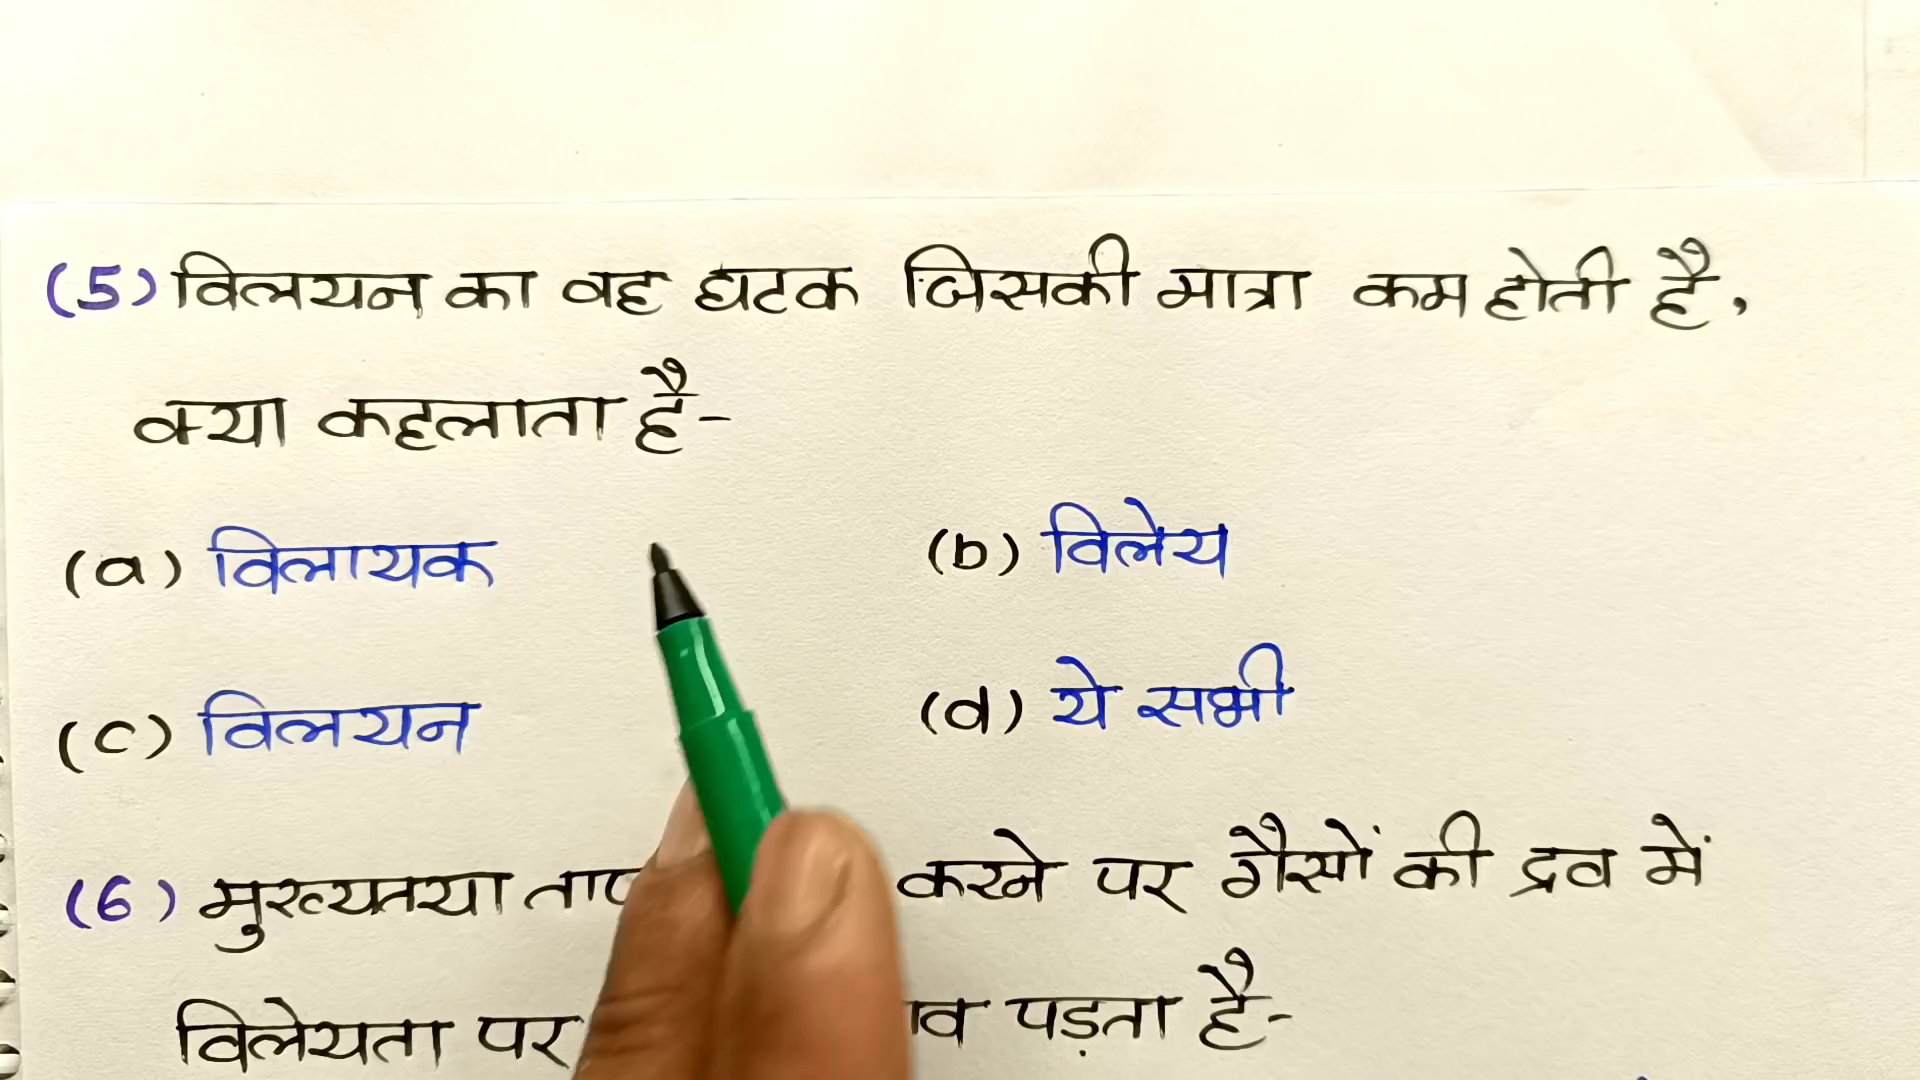 (5) विलयन का वह घटक जिसकी मात्रा कम होती है,
क्या कहलाता है-
(a) विलायक (b) विलेय
(c) विलयन (d) ये सभी
(6) मुख्यतया करने पर गैसों की द्रव में
विलेयता पर पड़ता है-